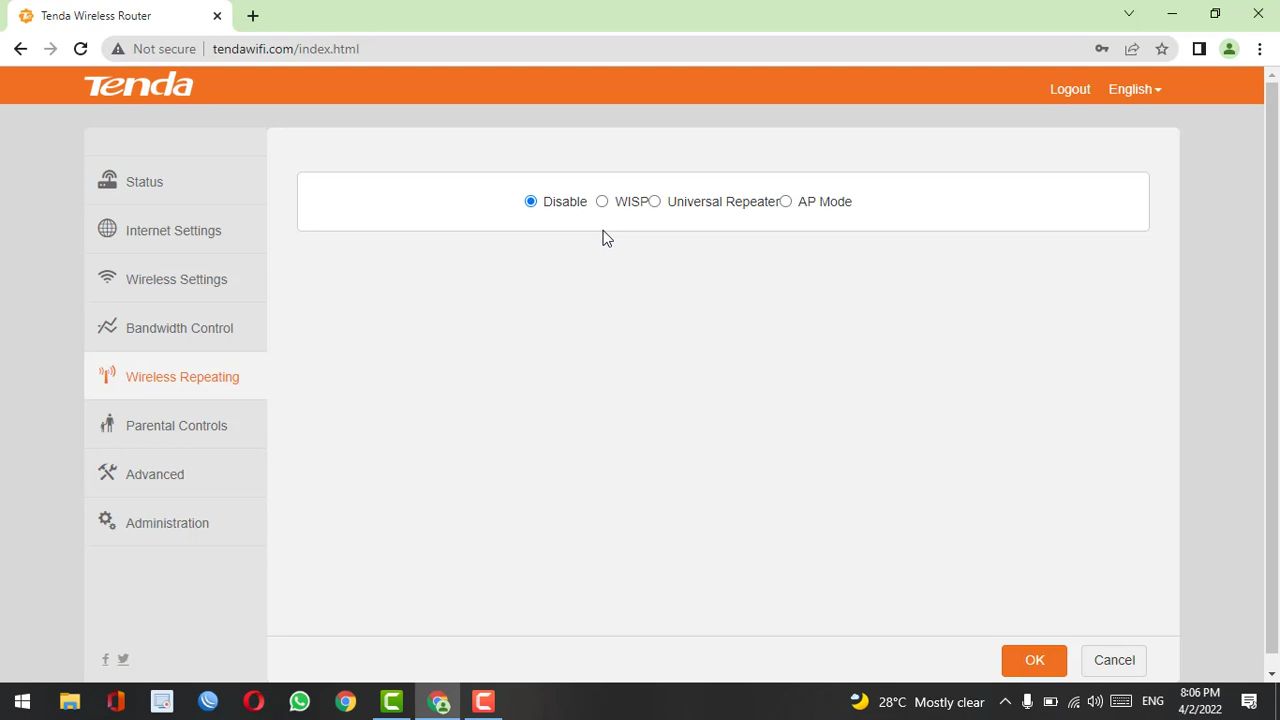 Tenda Wireless Router
Not secure
tendawifi.com/index.html
Tenda
Logout
English
Status
Internet Settings
Wireless Settings
Bandwidth Control
Wireless Repeating
Parental Controls
Advanced
Administration
Disable
WISP
Universal Repeater
AP Mode
OK
Cancel
28°C Mostly clear
ENG
8:06 PM
4/2/2022